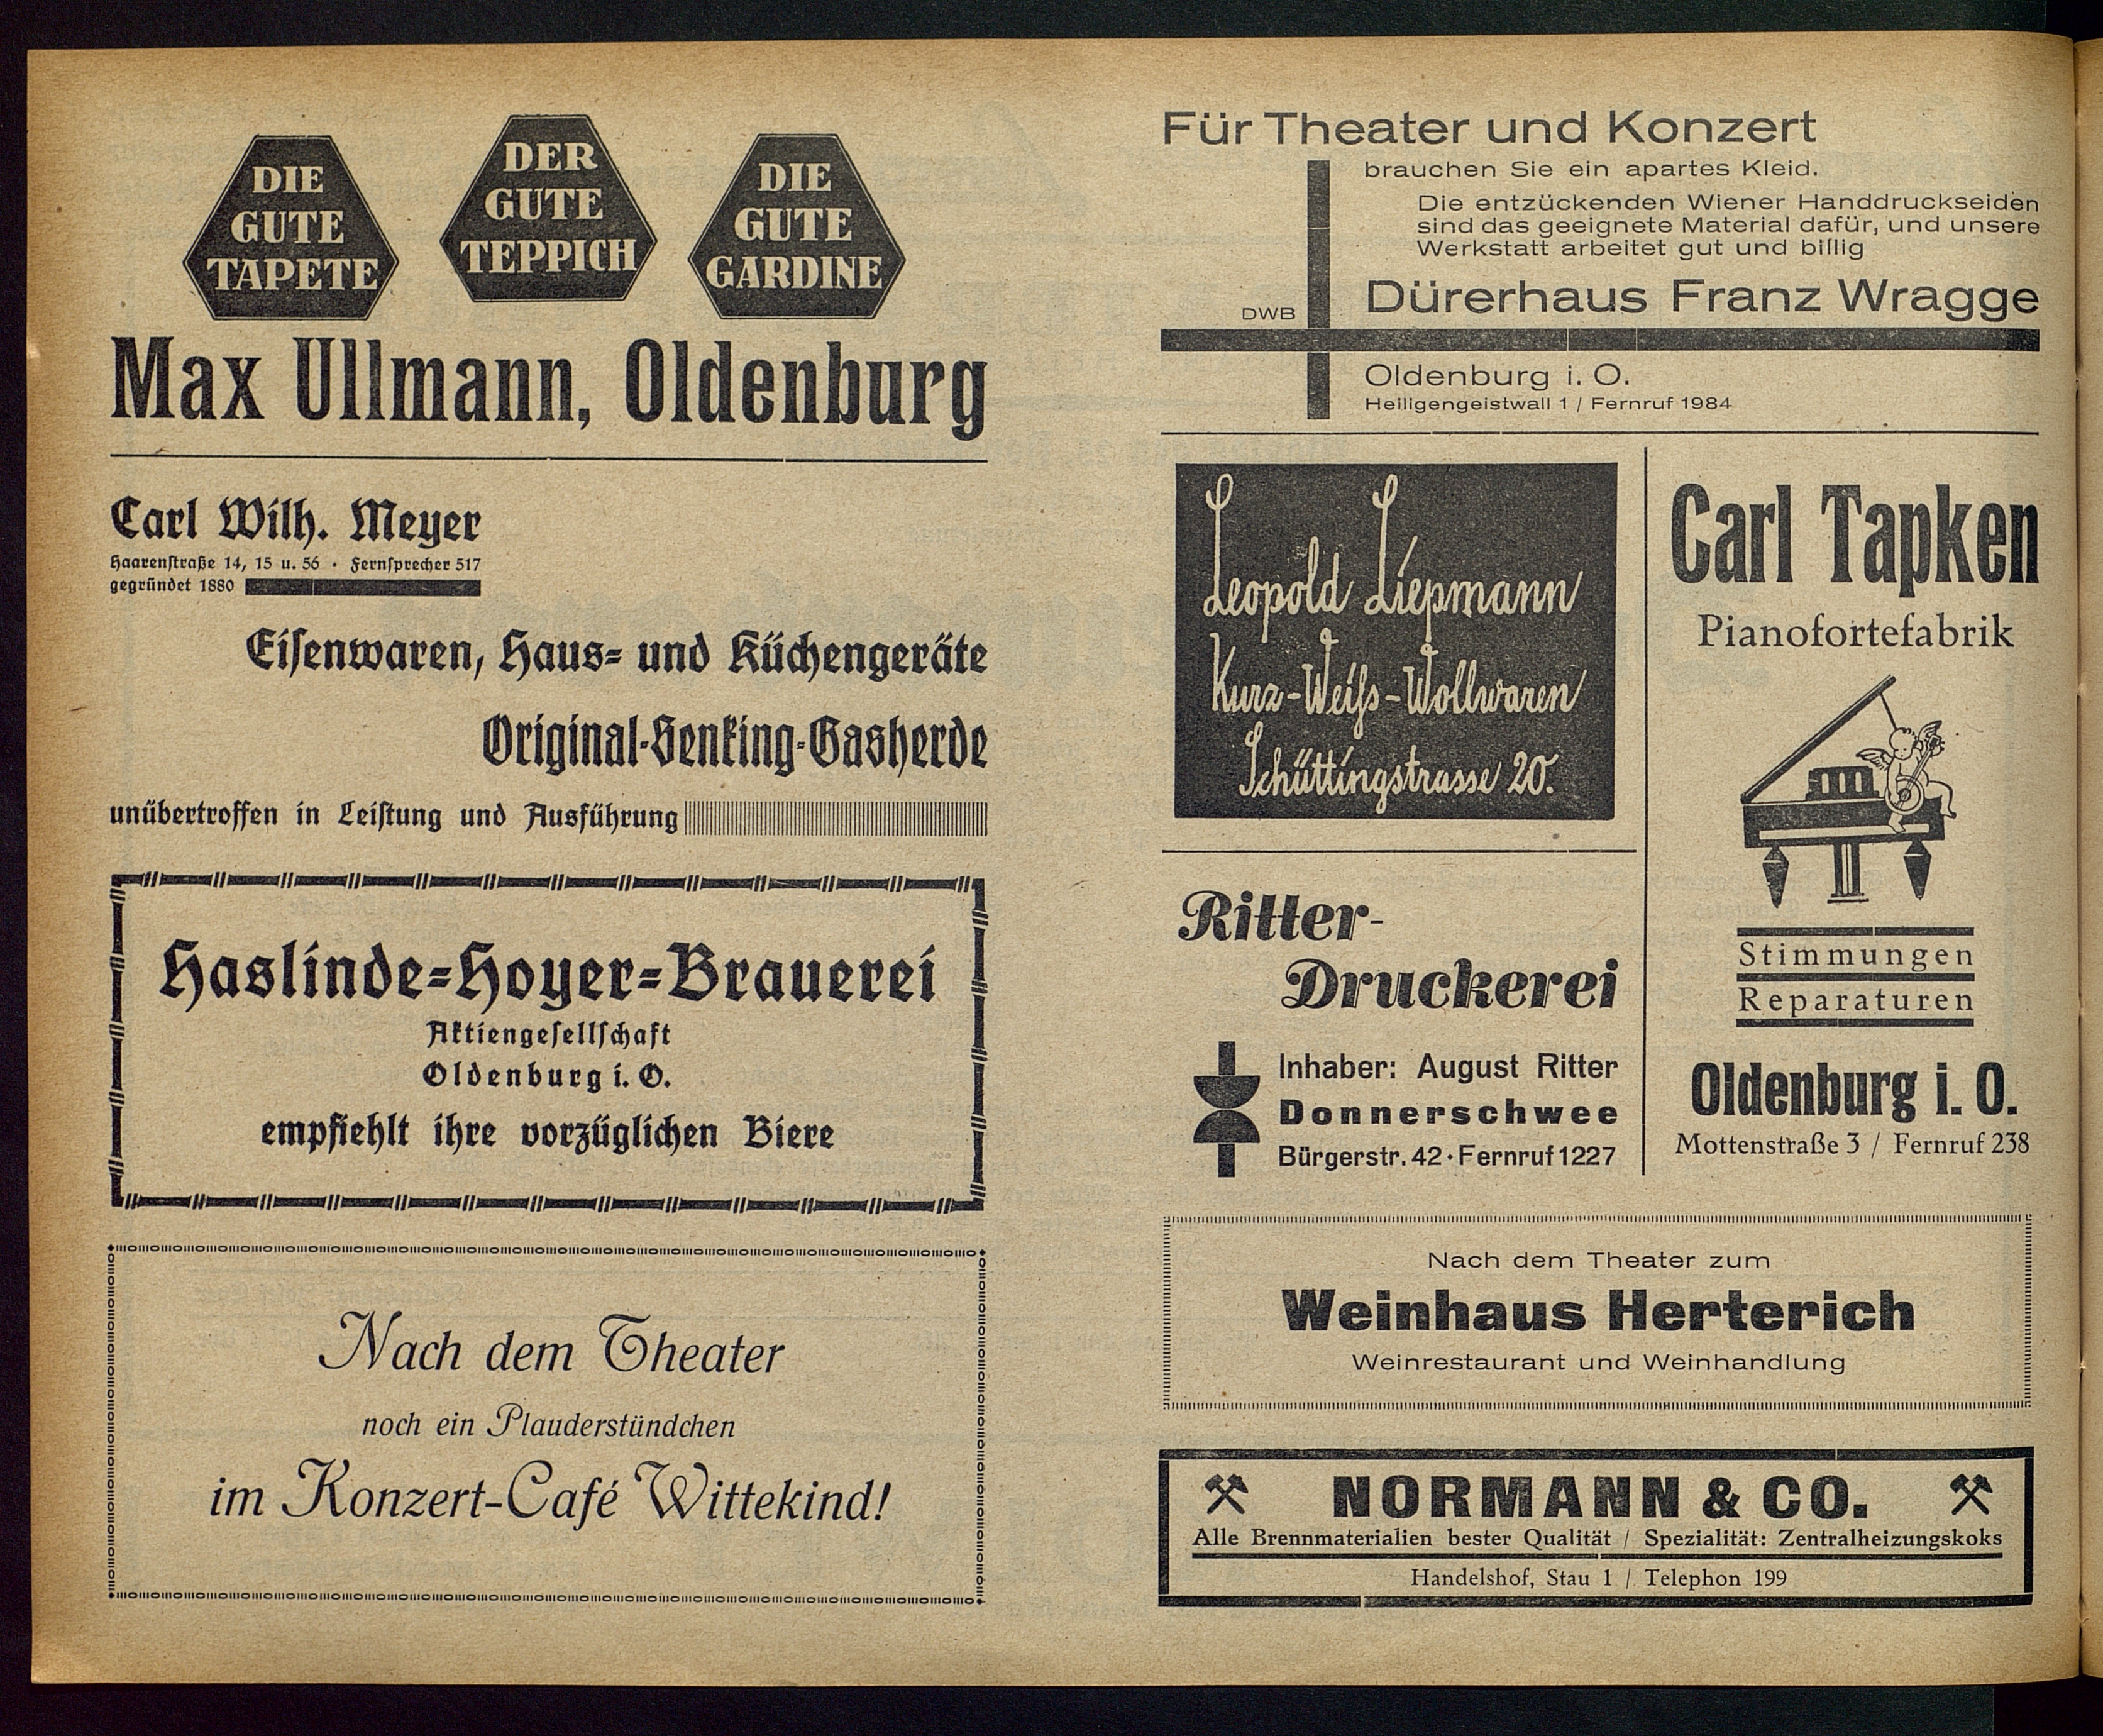 DIE
GUTE
TAPETE
DER
GUTE
TEPPICH
DIE
GUTE
GARDINE
Max Ullmann, Oldenburg
Carl Wilh. Meyer
Haarenſtraße 14, 15 u. 56 · Fernſprecher 517
gegründet 1880
Eiſenwaren, Haus- und Küchengeräte
Original-Senking-Gasherde
unübertroffen in Leiſtung und Ausführung
Haslinde-Hoyer-Brauerei
Aktiengeſellſchaft
Oldenburg i. O.
empfiehlt ihre vorzüglichen Biere
Nach dem Theater
noch ein Plauderstündchen
im Konzert-Café Wittekind!
Für Theater und Konzert
brauchen Sie ein apartes Kleid.
Die entzückenden Wiener Handdruckseiden
sind das geeignete Material dafür, und unsere
Werkstatt arbeitet gut und billig
DWB
Dürerhaus Franz Wragge
Oldenburg i. O.
Heiligengeistwall 1 / Fernruf 1984
Leopold Liepmann
Kurz-Weiſs-Wollwaren
Schüttingstrasse 20.
Ritter-
Druckerei
Inhaber: August Ritter
Donnerschwee
Bürgerstr. 42 · Fernruf 1227
Carl Tapken
Pianofortefabrik
Stimmungen
Reparaturen
Oldenburg i. O.
Mottenstraße 3 / Fernruf 238
Nach dem Theater zum
Weinhaus Herterich
Weinrestaurant und Weinhandlung
NORMANN & CO.
Alle Brennmaterialien bester Qualität / Spezialität: Zentralheizungskoks
Handelshof, Stau 1 / Telephon 199